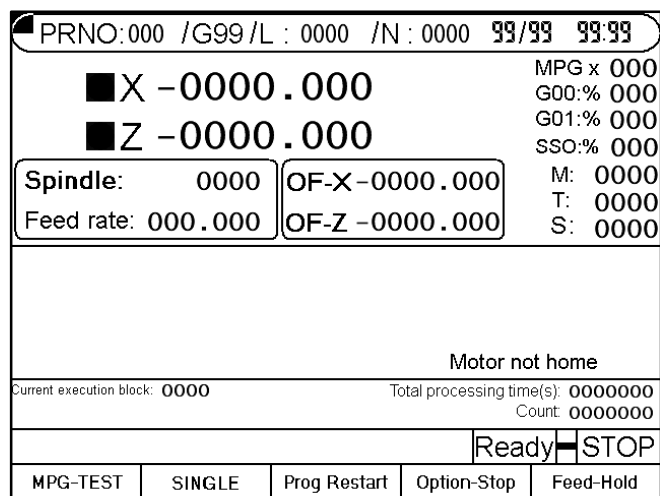 PRNO:000 /G99/L : 0000 /N : 0000 99/99 99:99
X -0000.000
Z -0000.000
MPG x 000
G00:% 000
G01:% 000
SSO:% 000
M: 0000
T: 0000
S: 0000
Spindle: 0000
Feed rate: 000.000
OF-X-0000.000
OF-Z -0000.000
Motor not home
Current execution block: 0000
Total processing time(s): 0000000
Count: 0000000
Ready STOP
MPG-TEST SINGLE Prog Restart Option-Stop Feed-Hold